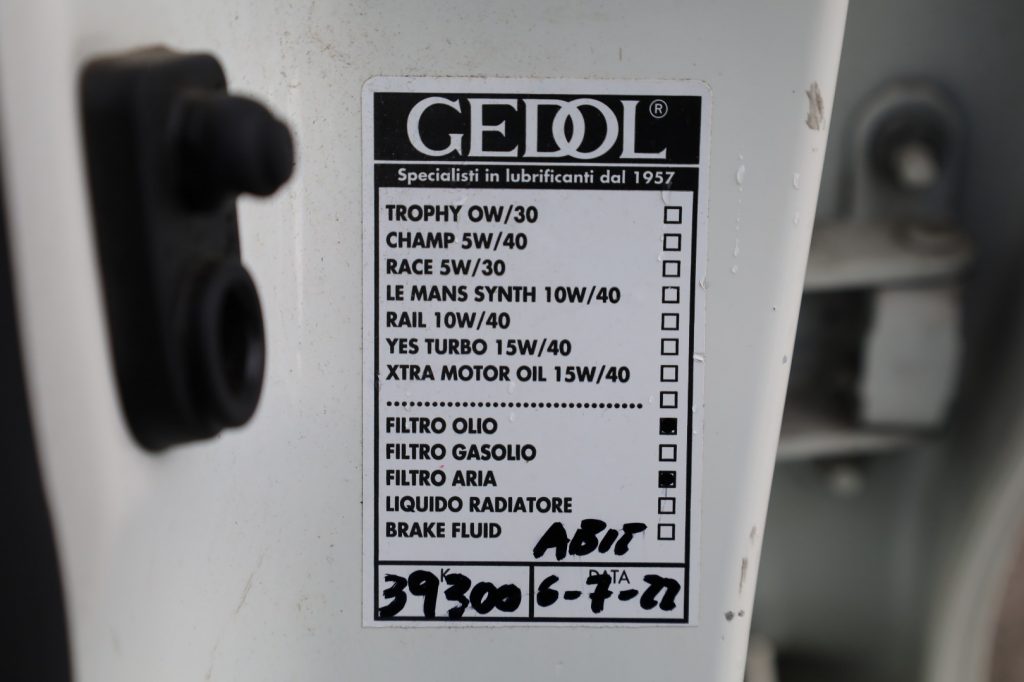 GEDOL®
Specialisti in lubrificanti dal 1957
TROPHY OW/30
CHAMP 5W/40
RACE 5W/30
LE MANS SYNTH 10W/40
RAIL 10W/40
YES TURBO 15W/40
XTRA MOTOR OIL 15W/40
................................................
FILTRO OLIO
FILTRO GASOLIO
FILTRO ARIA
LIQUIDO RADIATORE
BRAKE FLUID
ABIT
K DATA
39300 6-7-22